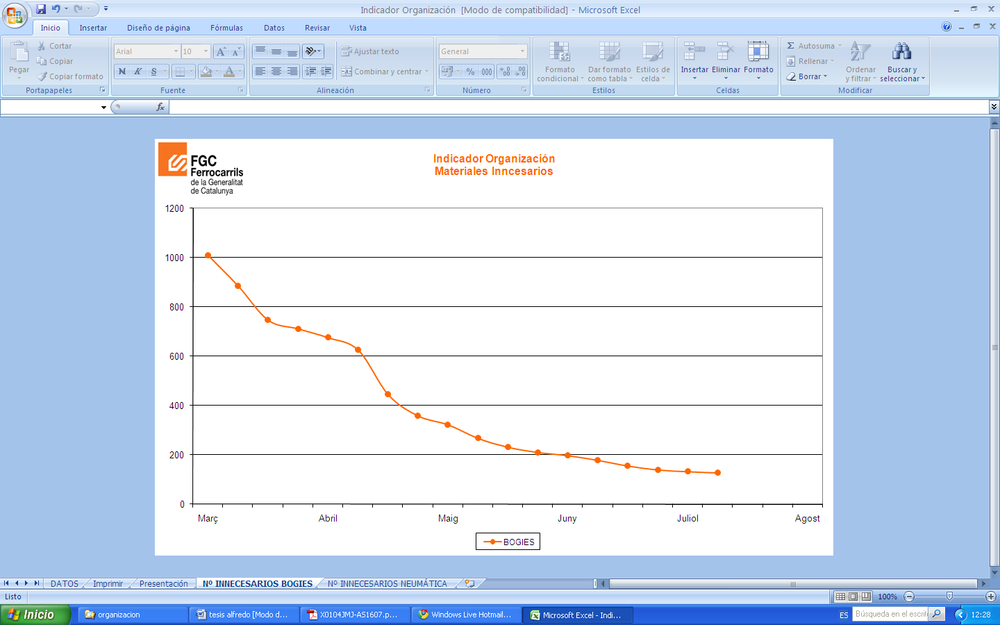 Indicador Organización [Modo de compatibilidad] - Microsoft Excel
Inicio Insertar Diseño de página Fórmulas Datos Revisar Vista
Pegar
Cortar
Copiar
Copiar formato
Portapapeles
Arial 10
N K S A
Fuente
Ajustar texto
Combinar y centrar
Alineación
General
% 000
Número
Formato condicional
Dar formato como tabla
Estilos de celda
Estilos
Insertar Eliminar Formato
Celdas
Σ Autosuma
Rellenar
Borrar
Ordenar y filtrar
Buscar y seleccionar
Modificar
fx
FGC
Ferrocarrils
de la Generalitat
de Catalunya
Indicador Organización
Materiales Inncesarios
1200
1000
800
600
400
200
0
Març Abril Maig Juny Juliol Agost
BOGIES
DATOS Imprimir Presentación Nº INNECESARIOS BOGIES Nº INNECESARIOS NEUMÁTICA
Listo 100%
Inicio organizacion tesis alfredo [Modo d... X0104JMJ-AS1607.p... Windows Live Hotmail... Microsoft Excel - Indi... ES Búsqueda en el escrit 12:28